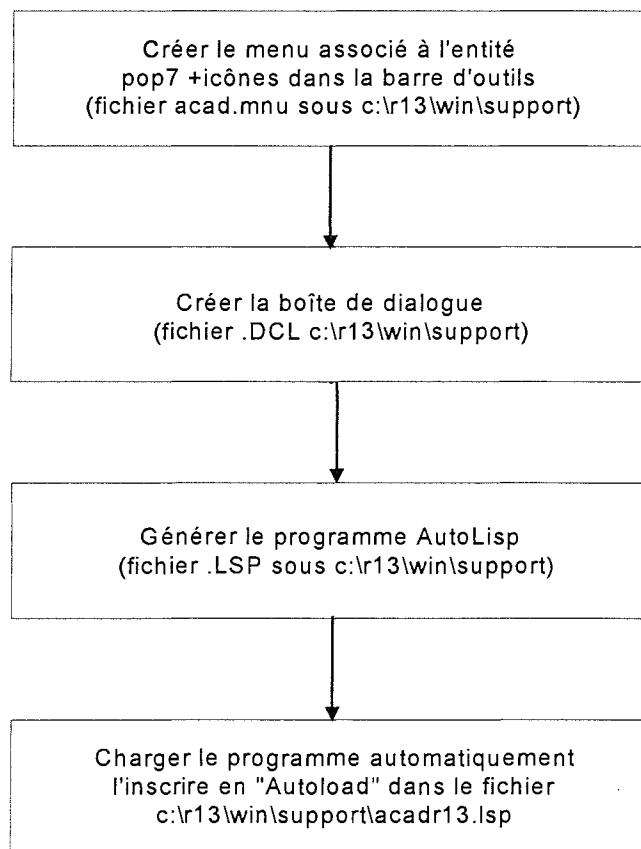 Créer le menu associé à l'entité
pop7 +icônes dans la barre d'outils
(fichier acad.mnu sous c:\r13\win\support)
Créer la boîte de dialogue
(fichier .DCL c:\r13\win\support)
Générer le programme AutoLisp
(fichier .LSP sous c:\r13\win\support)
Charger le programme automatiquement
l'inscrire en "Autoload" dans le fichier
c:\r13\win\support\acadr13.lsp